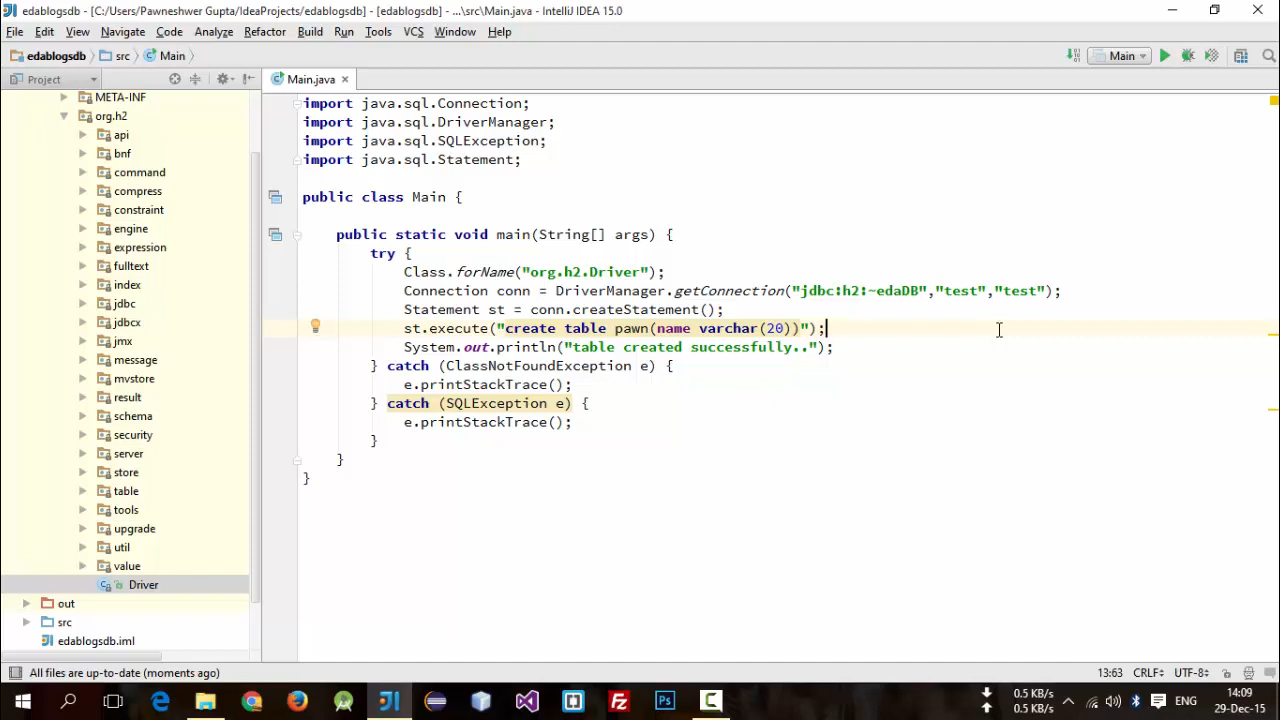 edablogsdb - [C:/Users/Pawneshwer Gupta/IdeaProjects/edablogsdb] - [edablogsdb] - ...\src\Main.java - IntelliJ IDEA 15.0
File Edit View Navigate Code Analyze Refactor Build Run Tools VCS Window Help
edablogsdb src Main Main
Project Main.java
META-INF
org.h2
api
bnf
command
compress
constraint
engine
expression
fulltext
index
jdbc
jdbcx
jmx
message
mvstore
result
schema
security
server
store
table
tools
upgrade
util
value
Driver
out
src
edablogsdb.iml
import java.sql.Connection;
import java.sql.DriverManager;
import java.sql.SQLException;
import java.sql.Statement;
public class Main {
public static void main(String[] args) {
try {
Class.forName("org.h2.Driver");
Connection conn = DriverManager.getConnection("jdbc:h2:~edaDB","test","test");
Statement st = conn.createStatement();
st.execute("create table pawn(name varchar(20))");
System.out.println("table created successfully..");
} catch (ClassNotFoundException e) {
e.printStackTrace();
} catch (SQLException e) {
e.printStackTrace();
}
}
}
All files are up-to-date (moments ago) 13:63 CRLF÷ UTF-8÷
0.5 KB/s
0.5 KB/s
ENG
14:09
29-Dec-15